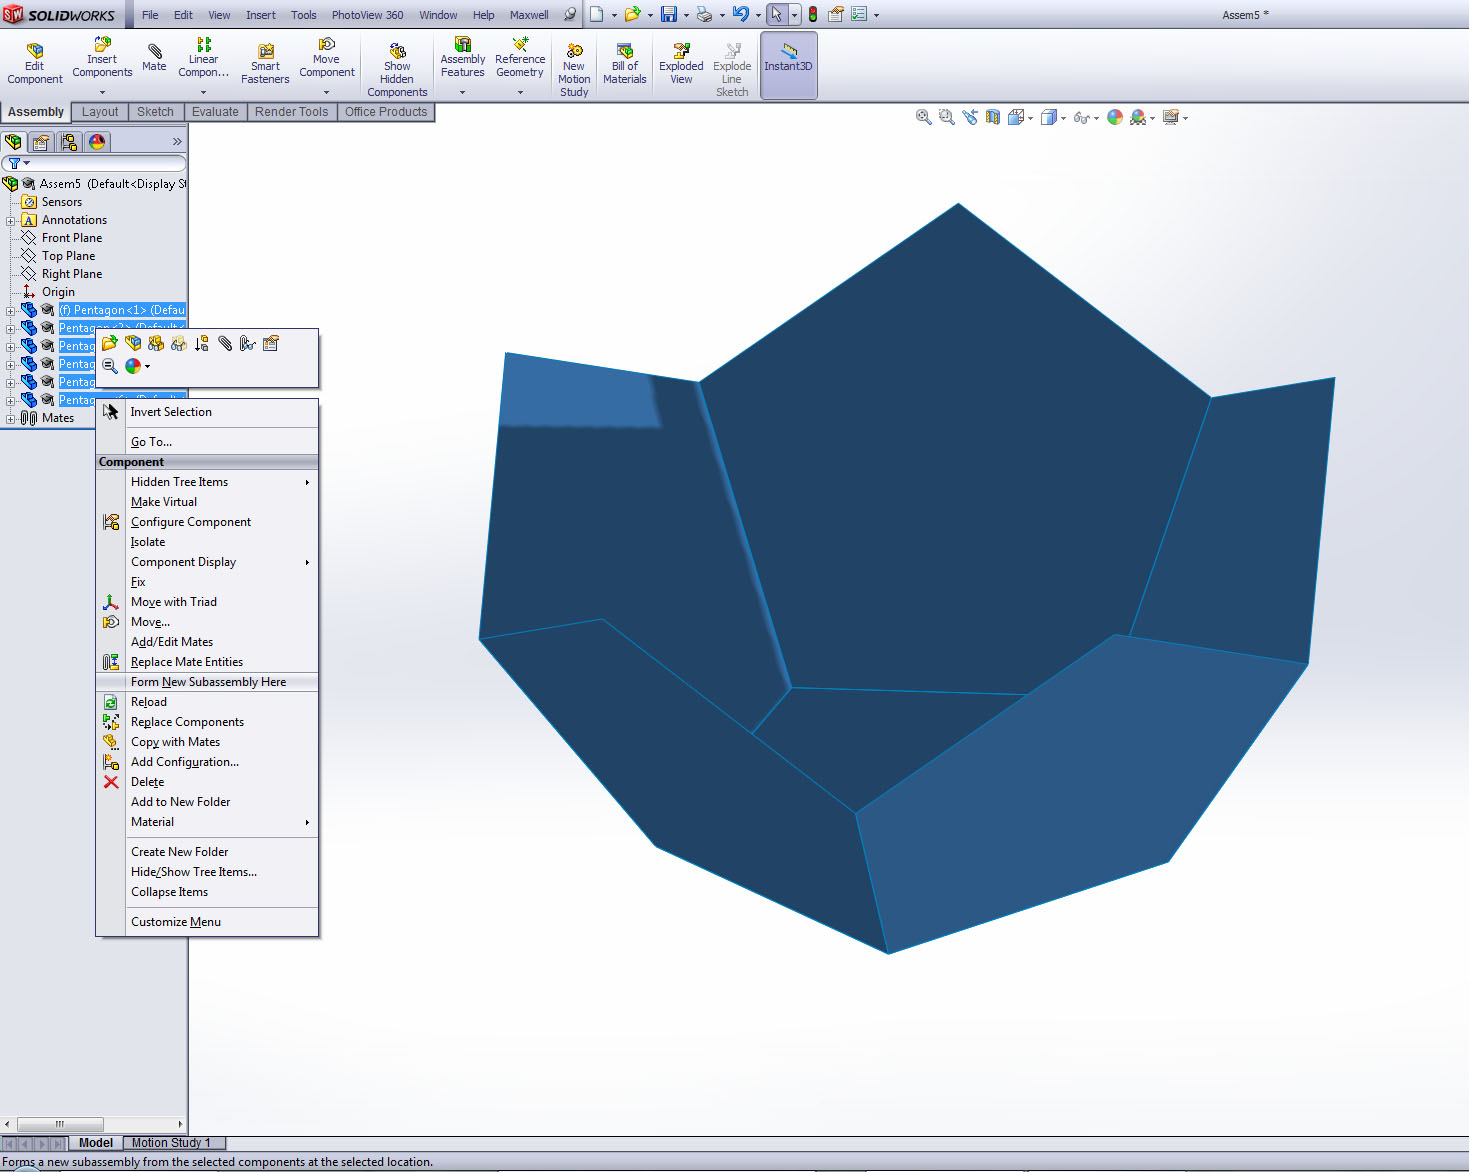 SW SOLIDWORKS File Edit View Insert Tools PhotoView 360 Window Help Maxwell Assem5 *
Edit Component
Insert Components
Mate
Linear Compon...
Smart Fasteners
Move Component
Show Hidden Components
Assembly Features
Reference Geometry
New Motion Study
Bill of Materials
Exploded View
Explode Line Sketch
Instant3D
Assembly Layout Sketch Evaluate Render Tools Office Products
Assem5 (Default<Display St
Sensors
A Annotations
Front Plane
Top Plane
Right Plane
Origin
(f) Pentagon<1> (Defau
Pentagon<2> (Default<
Pentag
Pentag
Pentag
Pentagon<6> (Default<
Mates
Invert Selection
Go To...
Component
Hidden Tree Items
Make Virtual
Configure Component
Isolate
Component Display
Fix
Move with Triad
Move...
Add/Edit Mates
Replace Mate Entities
Form New Subassembly Here
Reload
Replace Components
Copy with Mates
Add Configuration...
Delete
Add to New Folder
Material
Create New Folder
Hide/Show Tree Items...
Collapse Items
Customize Menu
Model Motion Study 1
Forms a new subassembly from the selected components at the selected location.